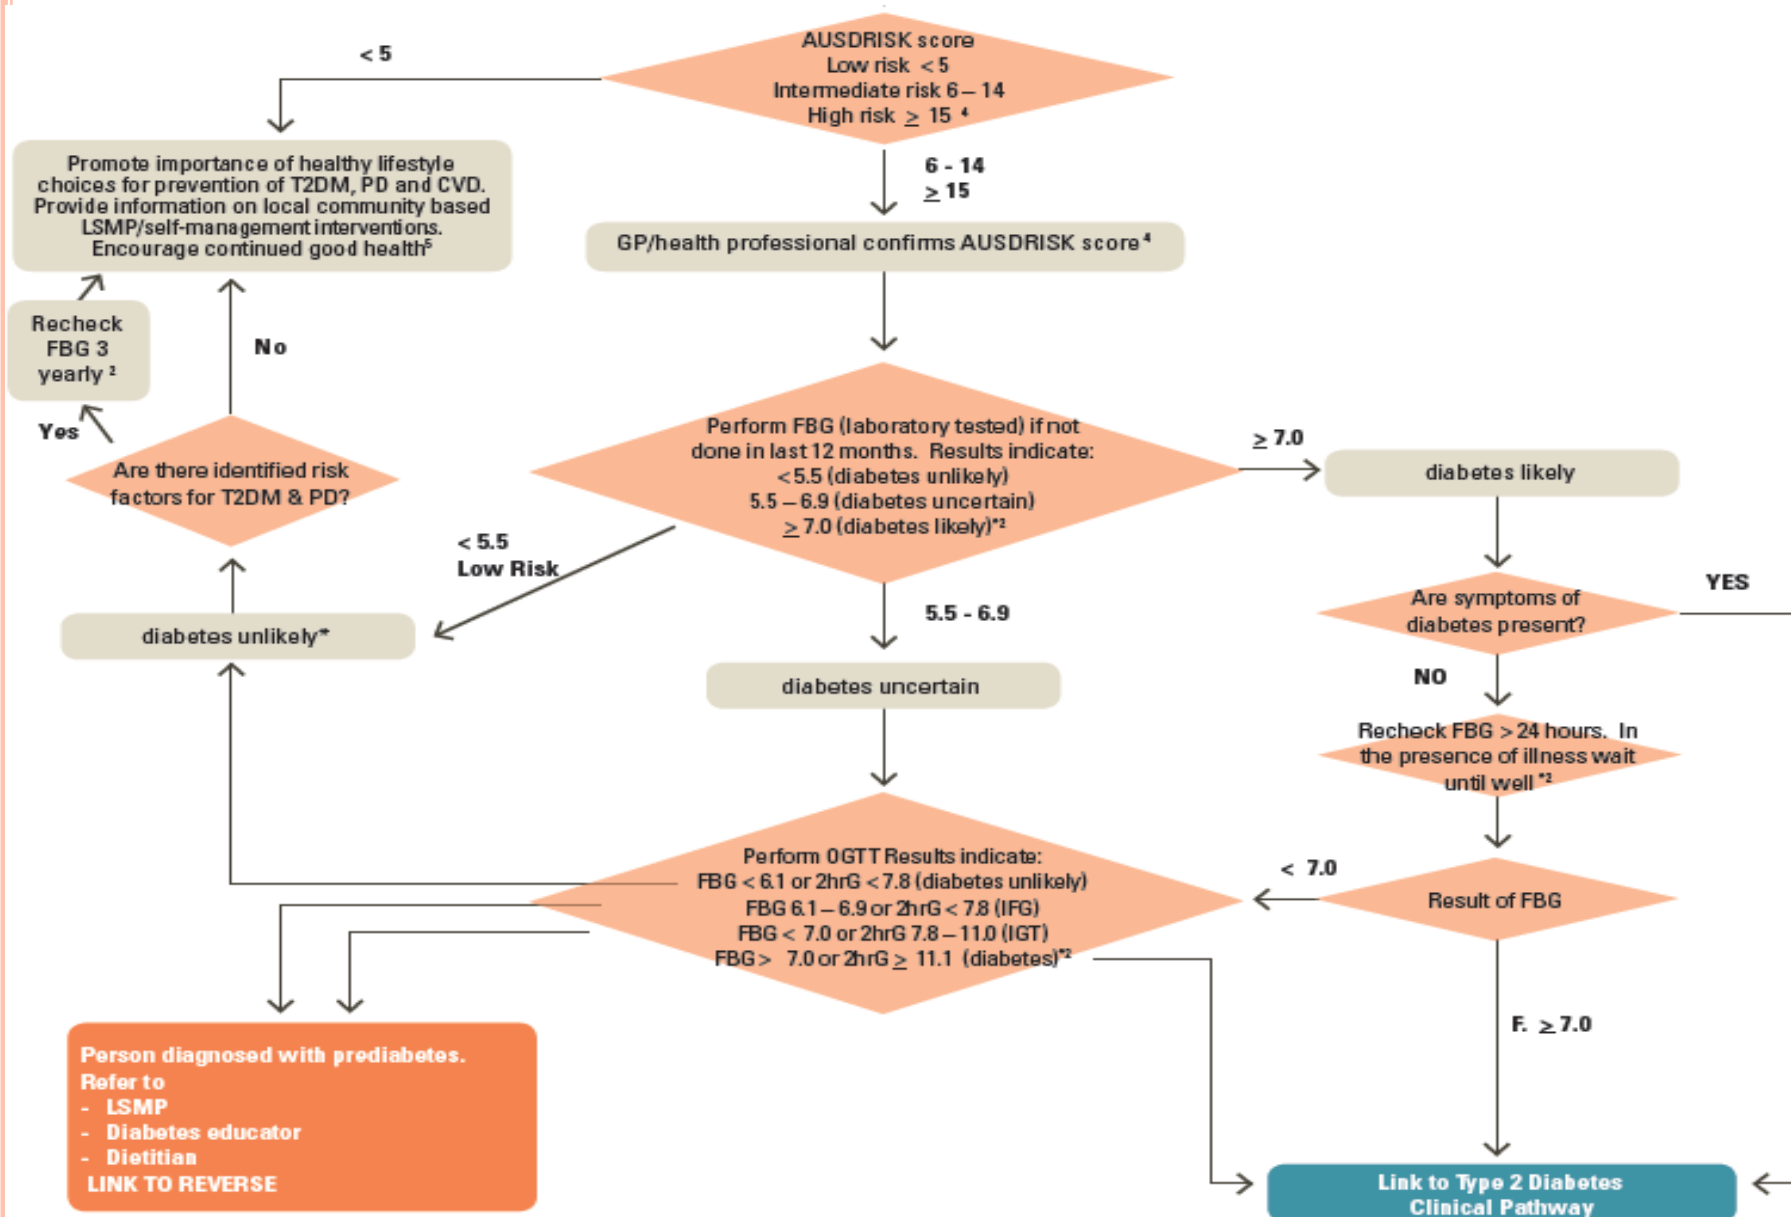 AUSDRISK score
Low risk < 5
Intermediate risk 6 – 14
High risk ≥ 15 ⁴
< 5
Promote importance of healthy lifestyle
choices for prevention of T2DM, PD and CVD.
Provide information on local community based
LSMP/self-management interventions.
Encourage continued good health⁵
6 - 14
≥ 15
GP/health professional confirms AUSDRISK score⁴
Recheck
FBG 3
yearly ²
No
Yes
Are there identified risk
factors for T2DM & PD?
Perform FBG (laboratory tested) if not
done in last 12 months. Results indicate:
< 5.5 (diabetes unlikely)
5.5 – 6.9 (diabetes uncertain)
≥ 7.0 (diabetes likely)*²
≥ 7.0
diabetes likely
< 5.5
Low Risk
diabetes unlikely*
5.5 - 6.9
diabetes uncertain
Are symptoms of
diabetes present?
YES
NO
Recheck FBG > 24 hours. In
the presence of illness wait
until well *²
Perform OGTT Results indicate:
FBG < 6.1 or 2hrG < 7.8 (diabetes unlikely)
FBG 6.1 – 6.9 or 2hrG < 7.8 (IFG)
FBG < 7.0 or 2hrG 7.8 – 11.0 (IGT)
FBG > 7.0 or 2hrG ≥ 11.1 (diabetes)*²
< 7.0
Result of FBG
F. ≥ 7.0
Person diagnosed with prediabetes.
Refer to
- LSMP
- Diabetes educator
- Dietitian
LINK TO REVERSE
Link to Type 2 Diabetes
Clinical Pathway